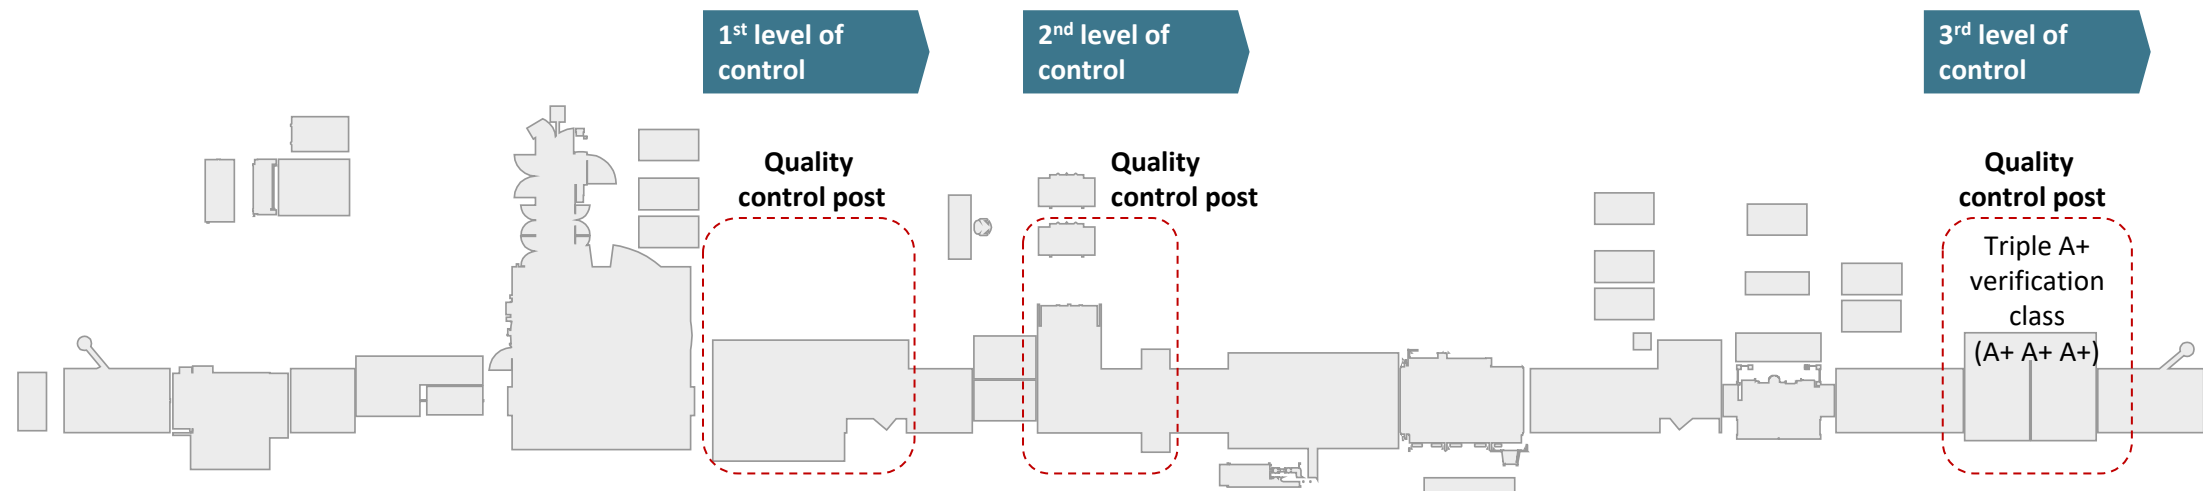 1st level of
control
2nd level of
control
3rd level of
control
Quality
control post
Quality
control post
Quality
control post
Triple A+
verification
class
(A+ A+ A+)